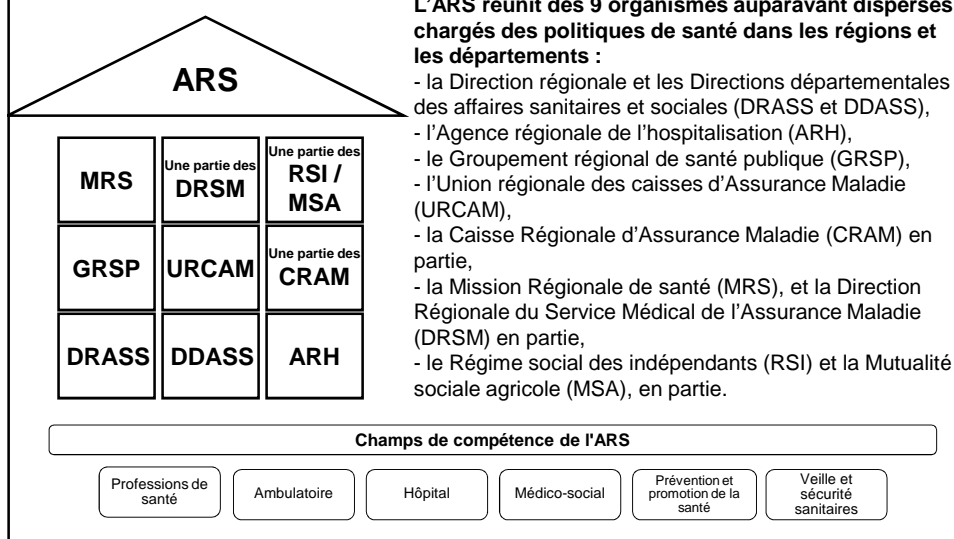 L'ARS réunit des 9 organismes auparavant dispersés
chargés des politiques de santé dans les régions et
les départements :
- la Direction régionale et les Directions départementales
des affaires sanitaires et sociales (DRASS et DDASS),
- l'Agence régionale de l'hospitalisation (ARH),
- le Groupement régional de santé publique (GRSP),
- l'Union régionale des caisses d'Assurance Maladie
(URCAM),
- la Caisse Régionale d'Assurance Maladie (CRAM) en
partie,
- la Mission Régionale de santé (MRS), et la Direction
Régionale du Service Médical de l'Assurance Maladie
(DRSM) en partie,
- le Régime social des indépendants (RSI) et la Mutualité
sociale agricole (MSA), en partie.
ARS
MRS
Une partie des
DRSM
Une partie des
RSI /
MSA
GRSP
URCAM
Une partie des
CRAM
DRASS
DDASS
ARH
Champs de compétence de l'ARS
Professions de
santé
Ambulatoire
Hôpital
Médico-social
Prévention et
promotion de la
santé
Veille et
sécurité
sanitaires